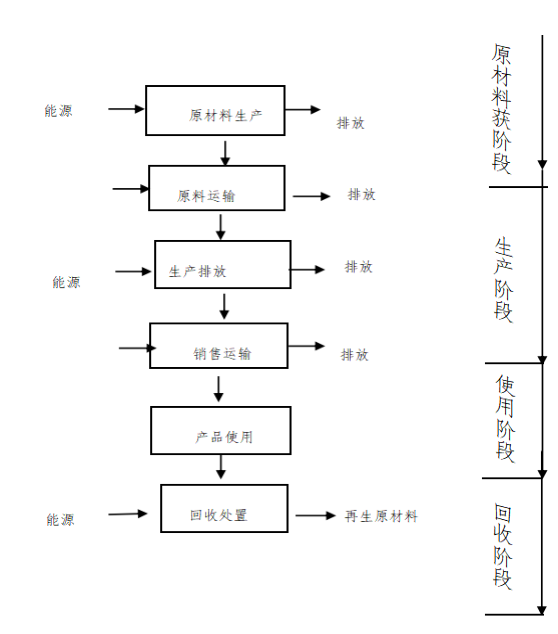 能源
原材料生产
排放
原料运输
排放
能源
生产排放
排放
销售运输
排放
产品使用
能源
回收处置
再生原材料
原材料获阶段
生产阶段
使用阶段
回收阶段